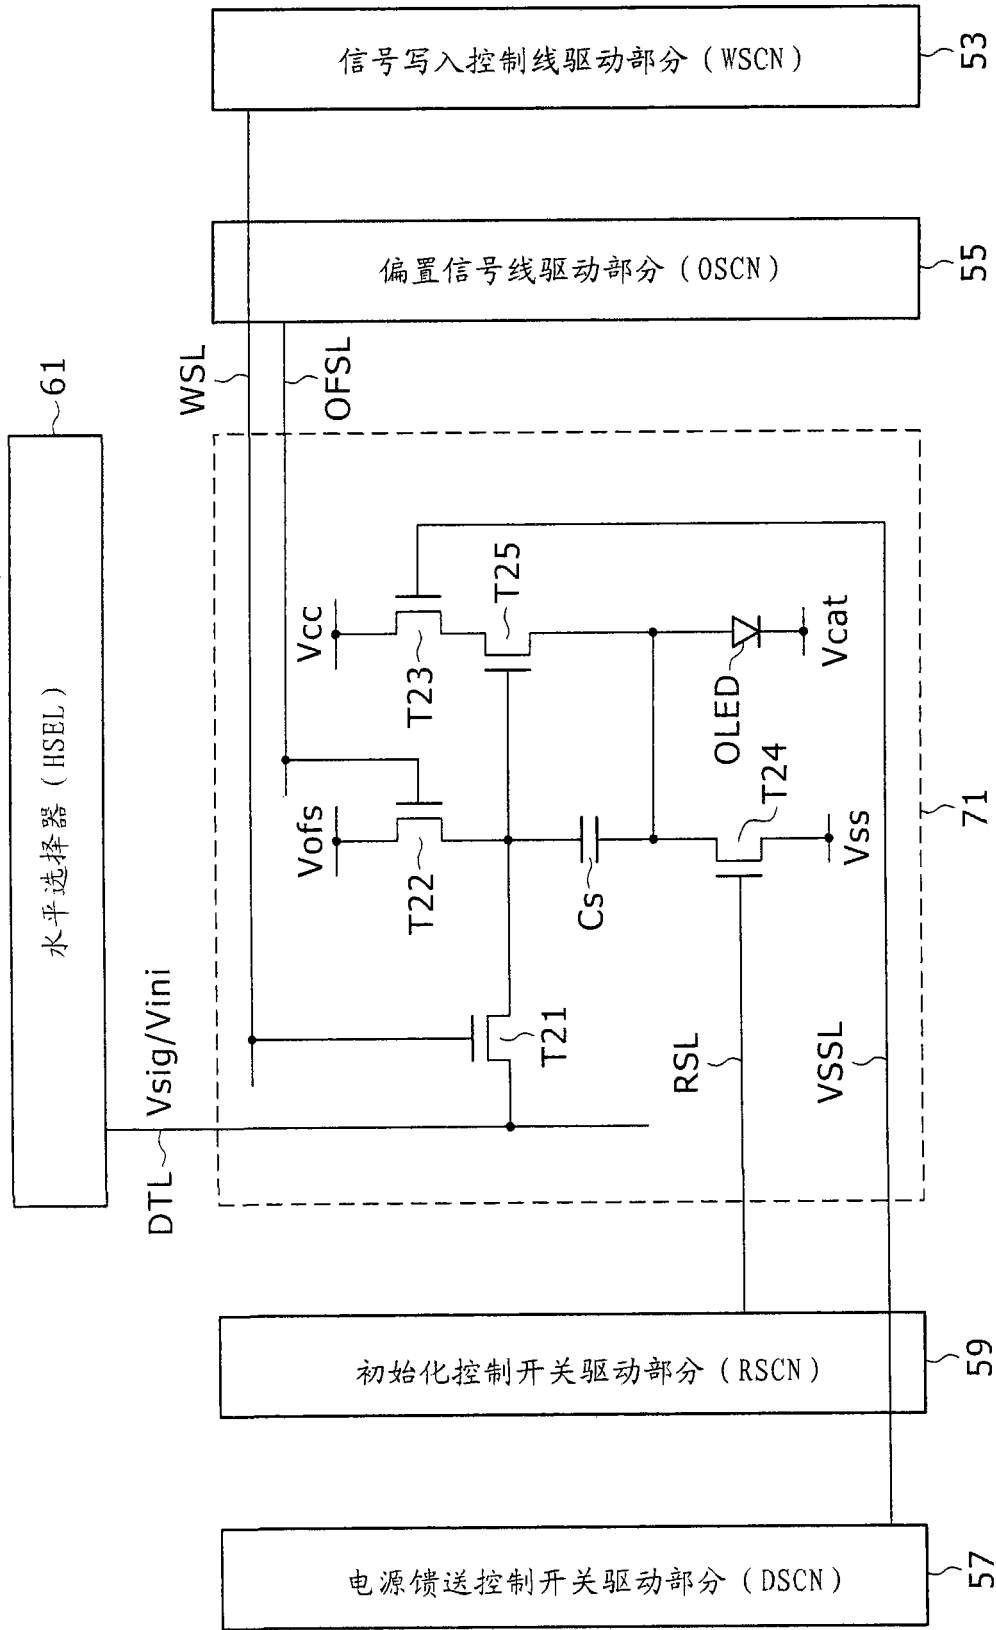 信号写入控制线驱动部分(WSCN)
53
偏置信号线驱动部分(OSCN)
55
61
水平选择器(HSEL)
WSL
OFSL
Vsig/Vini
DTL
Vcc
T23
T25
Vofs
T22
T21
Cs
OLED
Vcat
T24
Vss
RSL
VSSL
71
初始化控制开关驱动部分(RSCN)
59
电源馈送控制开关驱动部分(DSCN)
57